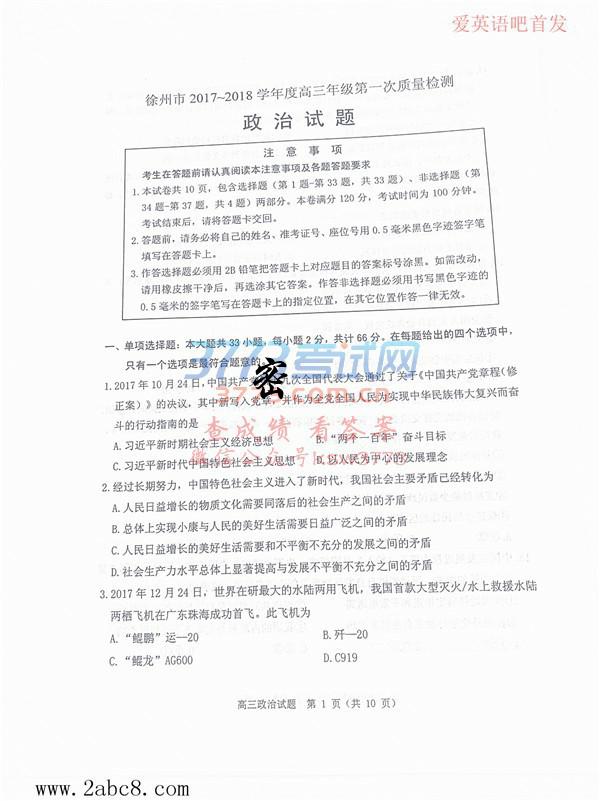 爱英语吧首发
徐州市 2017~2018 学年度高三年级第一次质量检测
政治试题
注意事项
考生在答题前请认真阅读本注意事项及各题答题要求
1.本试卷共 10 页，包含选择题（第 1 题-第 33 题，共 33 题）、非选择题（第
34 题-第 37 题，共 4 题）两部分。本卷满分 120 分，考试时间为 100 分钟。
考试结束后，请将答题卡交回。
2.答题前，请务必将自己的姓名、准考证号、座位号用 0.5 毫米黑色字迹签字笔
填写在答题卡上。
3.作答选择题必须用 2B 铅笔把答题卡上对应题目的答案标号涂黑。如需改动，
请用橡皮擦干净后，再选涂其它答案。作答非选择题必须用书写黑色字迹的
0.5 毫米的签字笔写在答题卡上的指定位置，在其它位置作答一律无效。
一、单项选择题：本大题共 33 小题，每小题 2 分，共计 66 分。在每题给出的四个选项中，
只有一个选项是最符合题意的。
密
1.2017 年 10 月 24 日，中国共产党 九次全国代表大会通过了关于《中国共产党章程（修
正案）》的决议，其中新写入党章，并作为全党全国人民为实现中华民族伟大复兴而奋
斗的行动指南的是
查成绩 看答案
A.习近平新时期社会主义经济思想 B.“两个一百年”奋斗目标
C.习近平新时代中国特色社会主义思想 D.以人民为中心的发展理念
2.经过长期努力，中国特色社会主义进入了新时代，我国社会主要矛盾已经转化为
A.人民日益增长的物质文化需要同落后的社会生产之间的矛盾
B.总体上实现小康与人民的美好生活需要日益广泛之间的矛盾
C.人民日益增长的美好生活需要和不平衡不充分的发展之间的矛盾
D.社会生产力水平总体上显著提高与发展不平衡不充分之间的矛盾
3.2017 年 12 月 24 日，世界在研最大的水陆两用飞机，我国首款大型灭火/水上救援水陆
两栖飞机在广东珠海成功首飞。此飞机为
A.“鲲鹏”运—20 B.歼—20
C.“鲲龙”AG600 D.C919
高三政治试题 第 1 页（共 10 页）
www.2abc8.com